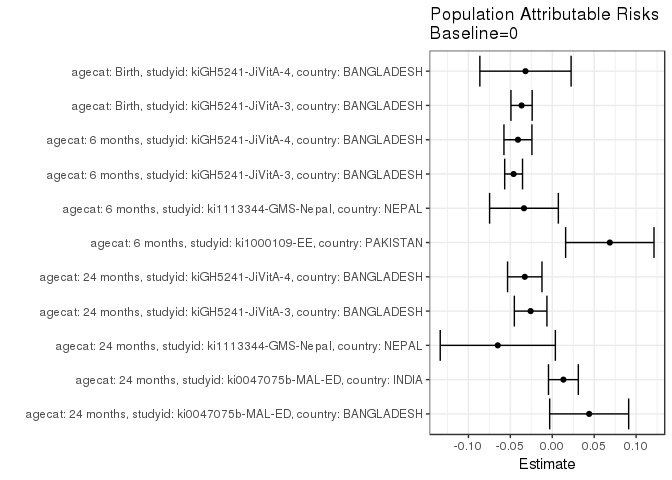 Population Attributable Risks
Baseline=0
agecat: Birth, studyid: kiGH5241-JiVitA-4, country: BANGLADESH
agecat: Birth, studyid: kiGH5241-JiVitA-3, country: BANGLADESH
agecat: 6 months, studyid: kiGH5241-JiVitA-4, country: BANGLADESH
agecat: 6 months, studyid: kiGH5241-JiVitA-3, country: BANGLADESH
agecat: 6 months, studyid: ki1113344-GMS-Nepal, country: NEPAL
agecat: 6 months, studyid: ki1000109-EE, country: PAKISTAN
agecat: 24 months, studyid: kiGH5241-JiVitA-4, country: BANGLADESH
agecat: 24 months, studyid: kiGH5241-JiVitA-3, country: BANGLADESH
agecat: 24 months, studyid: ki1113344-GMS-Nepal, country: NEPAL
agecat: 24 months, studyid: ki0047075b-MAL-ED, country: INDIA
agecat: 24 months, studyid: ki0047075b-MAL-ED, country: BANGLADESH
-0.10 -0.05 0.00 0.05 0.10
Estimate